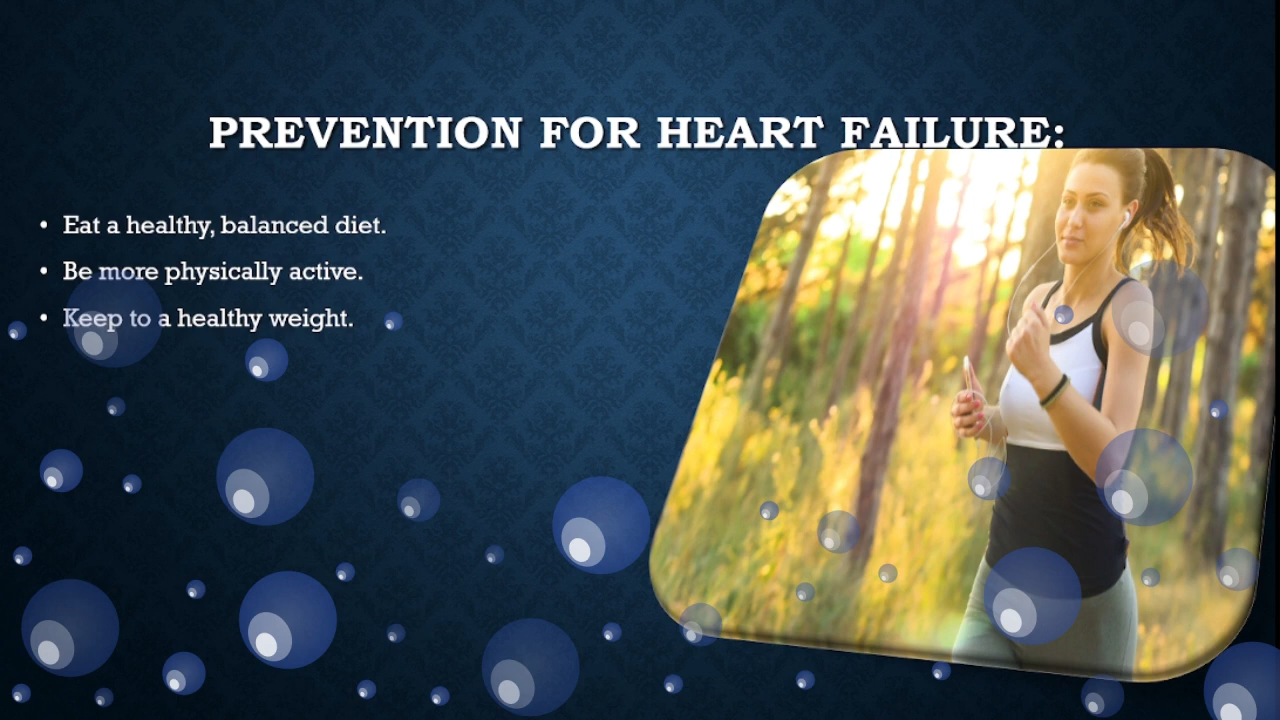 PREVENTION FOR HEART FAILURE:
• Eat a healthy, balanced diet.
• Be more physically active.
• Keep to a healthy weight.